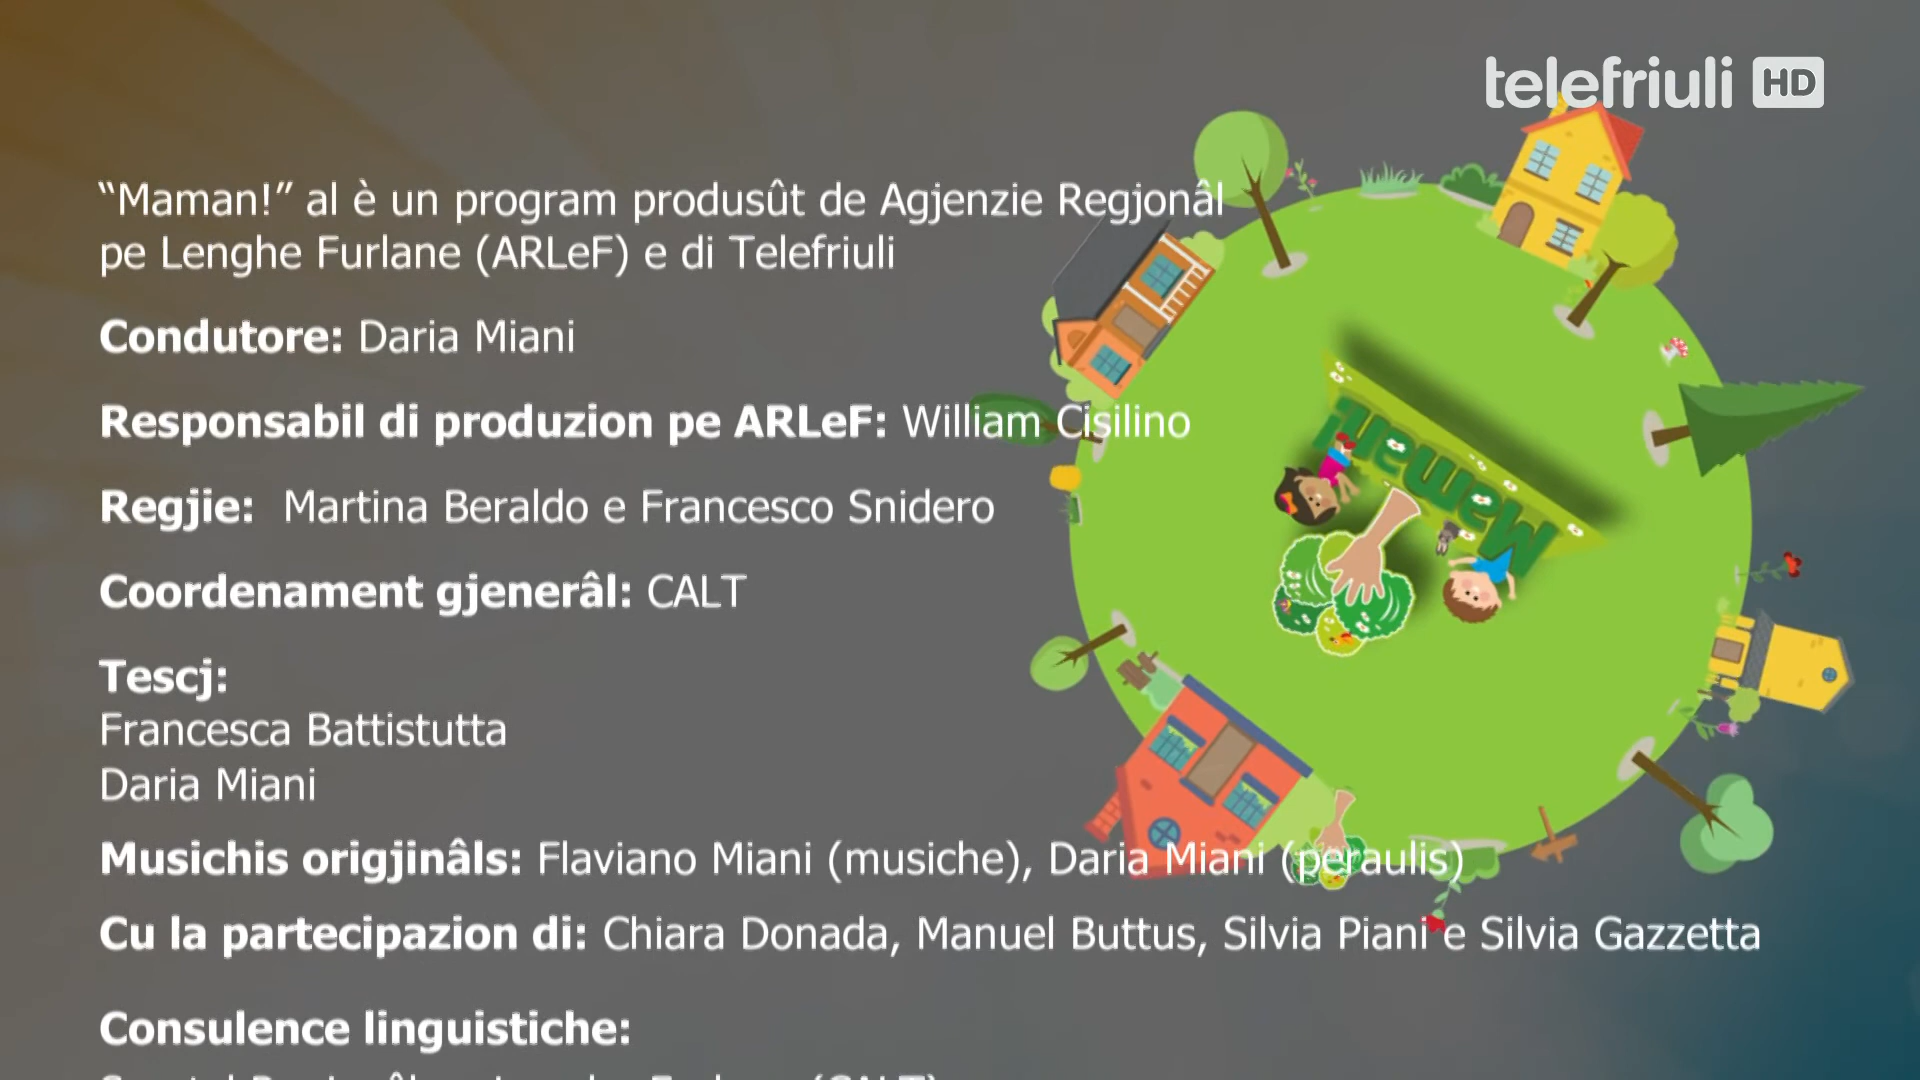 telefriuli HD
“Maman!” al è un program produsût de Agjenzie Regjonâl
pe Lenghe Furlane (ARLeF) e di Telefriuli
Condutore: Daria Miani
Responsabil di produzion pe ARLeF: William Cisilino
Regjie: Martina Beraldo e Francesco Snidero
Coordenament gjenerâl: CALT
Tescj:
Francesca Battistutta
Daria Miani
Musichis origjinâls: Flaviano Miani (musiche), Daria Miani (peraulis)
Cu la partecipazion di: Chiara Donada, Manuel Buttus, Silvia Piani e Silvia Gazzetta
Consulence linguistiche:
Maman!